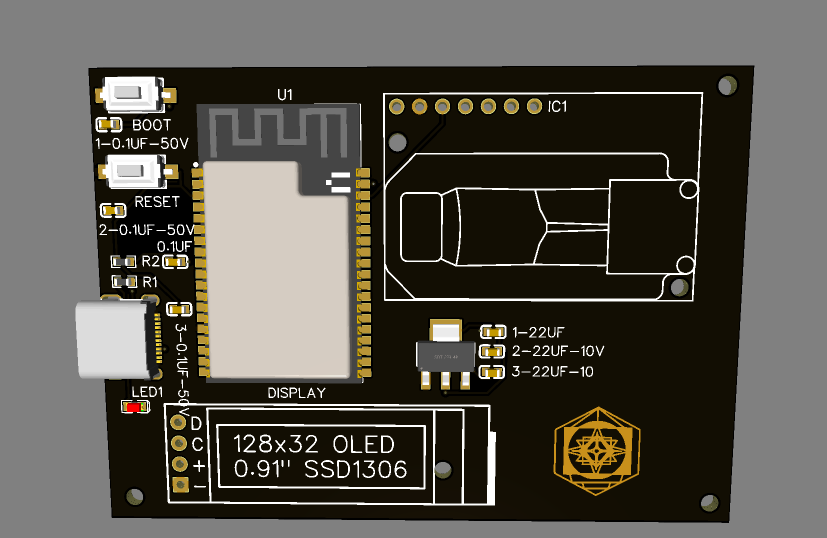 U1
IC1
BOOT
1-0.1UF-50V
RESET
2-0.1UF-50V
0.1UF
R2
R1
3-0.1UF-50V
1-22UF
2-22UF-10V
3-22UF-10
LED1
DISPLAY
D
C
+
-
128x32 OLED
0.91" SSD1306